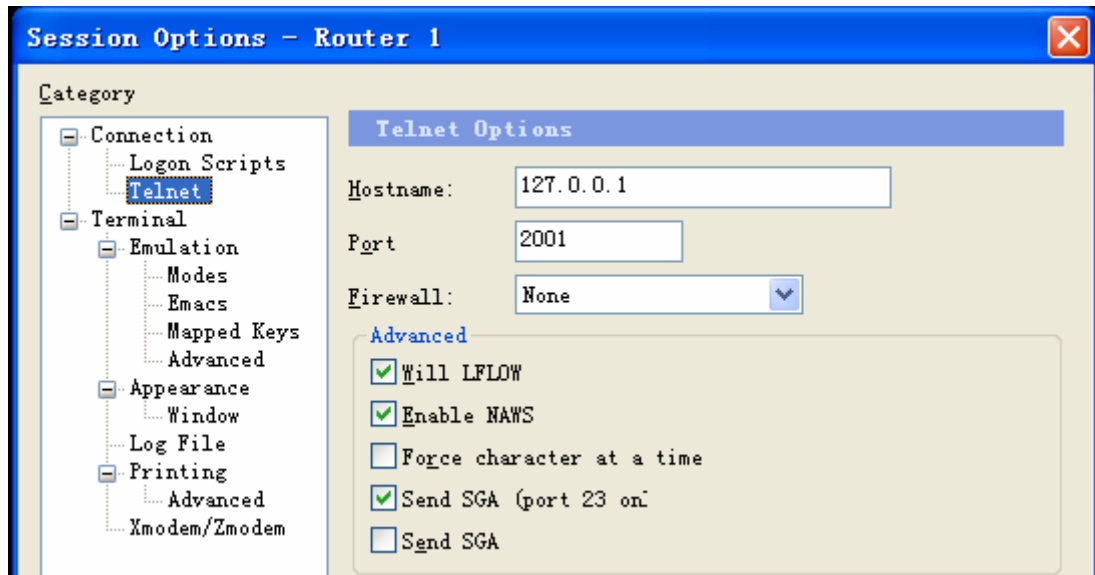 Session Options - Router 1
Category
Connection
Logon Scripts
Telnet
Terminal
Emulation
Modes
Emacs
Mapped Keys
Advanced
Appearance
Window
Log File
Printing
Advanced
Xmodem/Zmodem
Telnet Options
Hostname: 127.0.0.1
Port 2001
Firewall: None
Advanced
Will LFLOW
Enable NAWS
Force character at a time
Send SGA (port 23 on
Send SGA